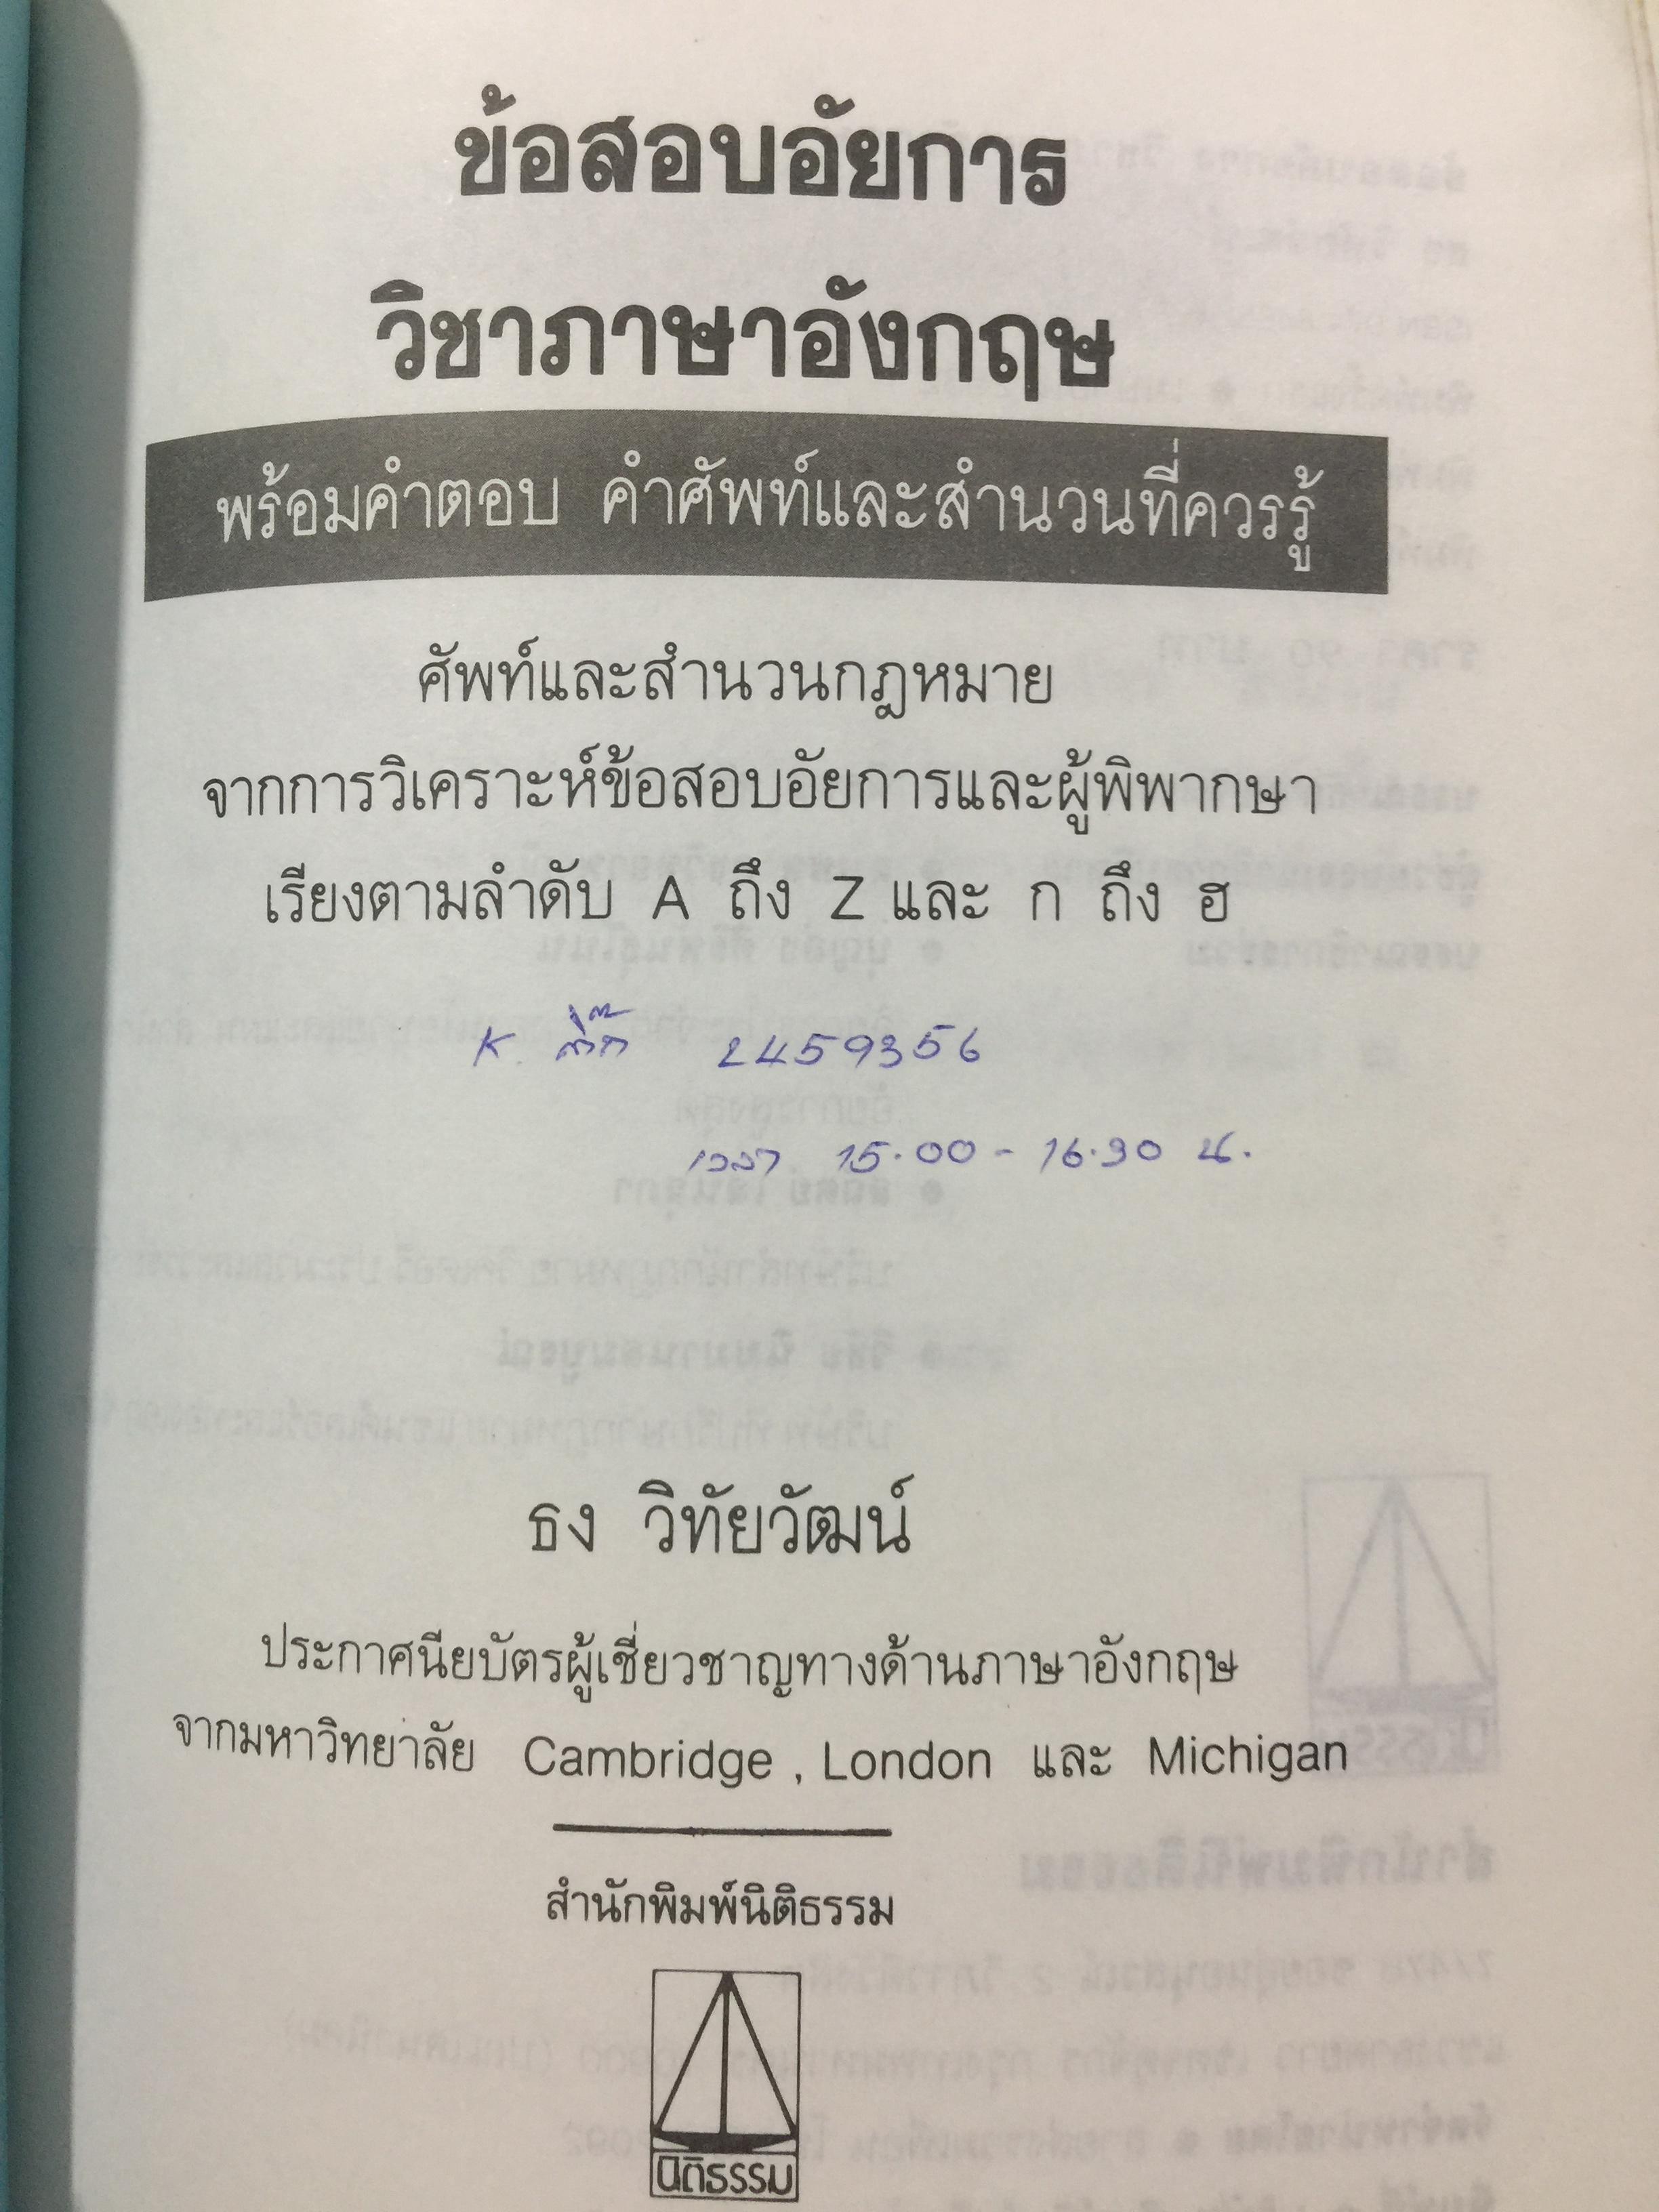 ข้อสอบอัยการ
วิชาภาษาอังกฤษ
พร้อมคำตอบ คำศัพท์และสำนวนที่ควรรู้
ศัพท์และสำนวนกฎหมาย
จากการวิเคราะห์ข้อสอบอัยการและผู้พิพากษา
เรียงตามลำดับ A ถึง Z และ ก ถึง ฮ
K. 2459356
เวลา 15.00 - 16.30 น.
ธง วิทัยวัฒน์
ประกาศนียบัตรผู้เชี่ยวชาญทางด้านภาษาอังกฤษ
จากมหาวิทยาลัย Cambridge , London และ Michigan
สำนักพิมพ์นิติธรรม
นิติธรรม